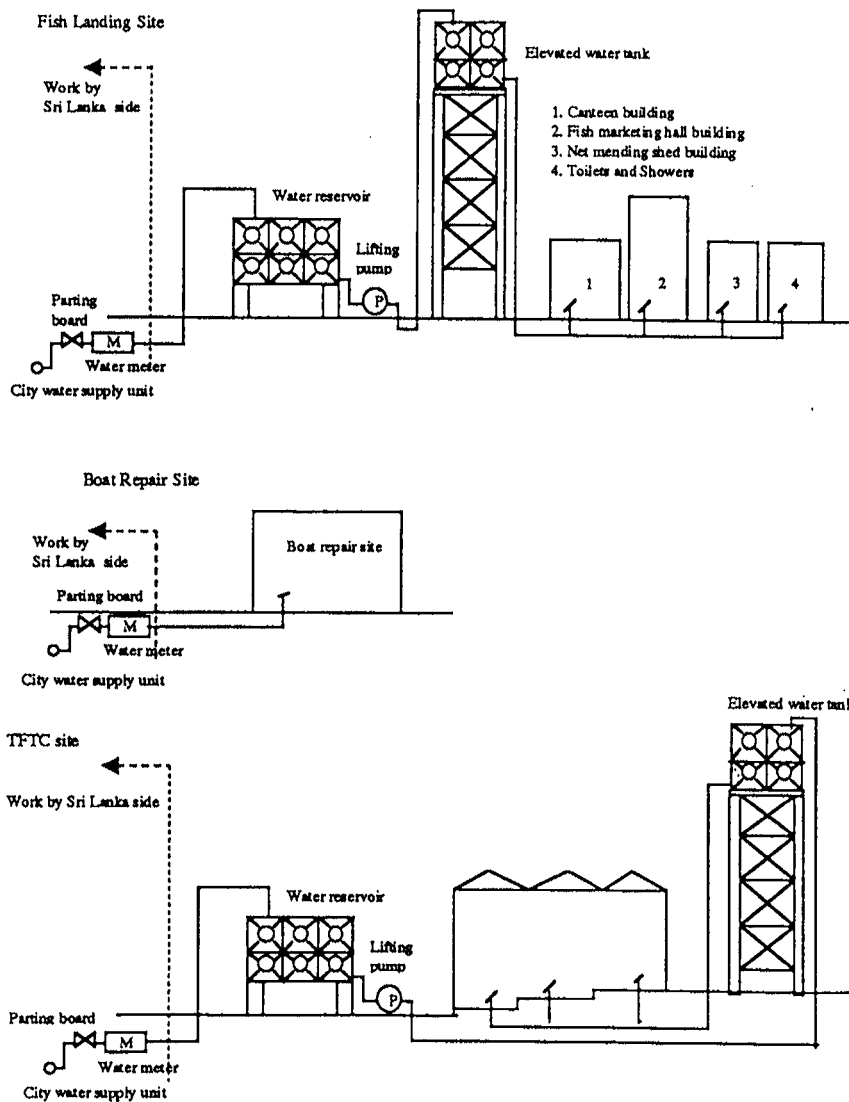 Fish Landing Site
Elevated water tank
Work by
Sri Lanka side
1. Canteen building
2. Fish marketing hall building
3. Net mending shed building
4. Toilets and Showers
Water reservoir
Lifting
pump
P
1
2
3
4
Parting
board
M
Water meter
City water supply unit
Boat Repair Site
Work by
Sri Lanka side
Boat repair site
Parting board
M
Water meter
City water supply unit
Elevated water tank
TFTC site
Work by Sri Lanka side
Water reservoir
Lifting
pump
P
Parting board
M
Water meter
City water supply unit